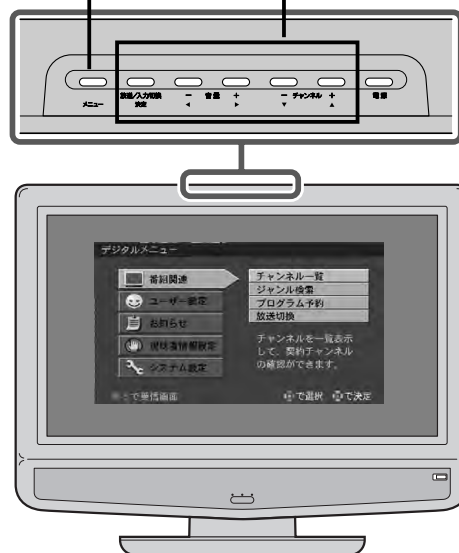 メニュー 放送/入力切換 － 音量 ＋ － チャンネル ＋ 電源
決定 ◀ ▶ ▼ ▲
デジタルメニュー
番組関連
ユーザー設定
お知らせ
視聴者情報設定
システム設定
チャンネル一覧
ジャンル検索
プログラム予約
放送切換
チャンネルを一覧表示
して、契約チャンネル
の確認ができます。
で受信画面
で選択 で決定